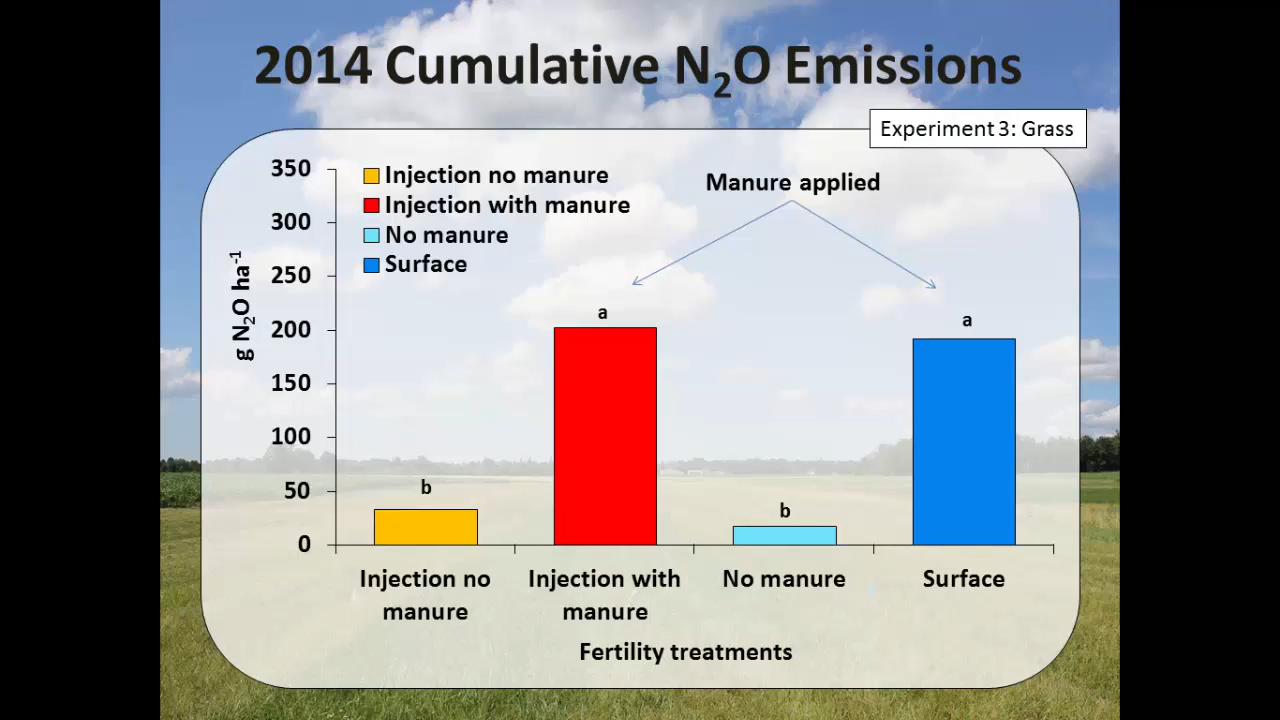 2014 Cumulative N₂O Emissions
Experiment 3: Grass
350
300
250
200
150
100
50
0
g N₂O ha⁻¹
Injection no manure
Injection with manure
No manure
Surface
Manure applied
b
a
b
a
Injection no
manure
Injection with
manure
No manure
Surface
Fertility treatments